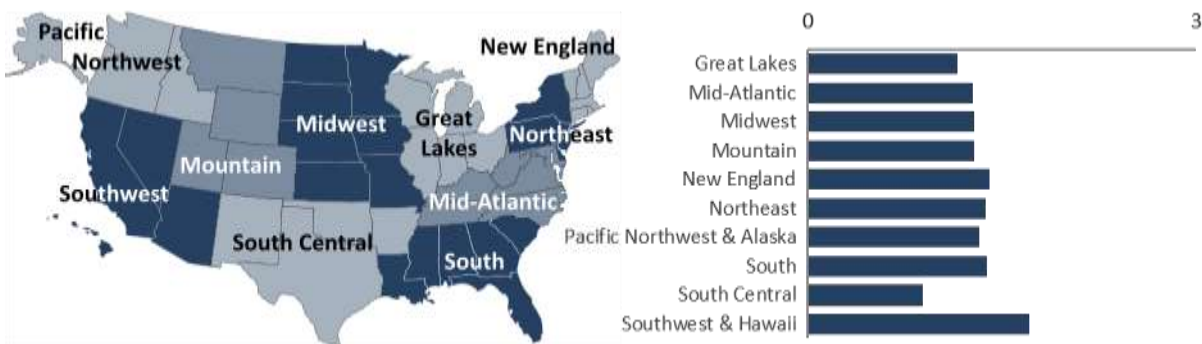 Pacific
Northwest
New England
Midwest
Great
Lakes
Northeast
Mountain
Southwest
Mid-Atlantic
South Central
South
0 3
Great Lakes
Mid-Atlantic
Midwest
Mountain
New England
Northeast
Pacific Northwest & Alaska
South
South Central
Southwest & Hawaii